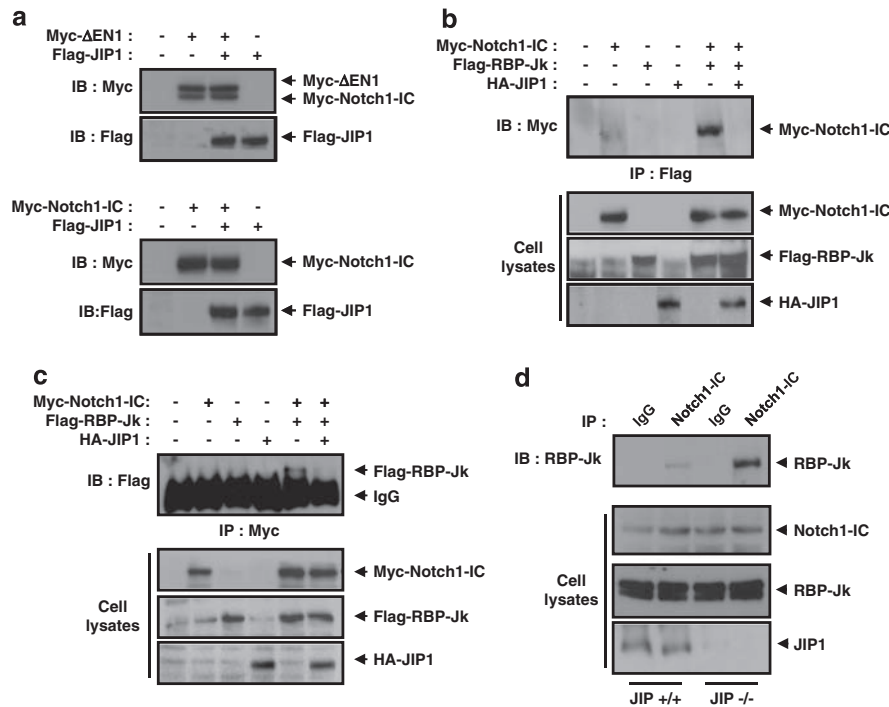 a
Myc-ΔEN1 : - + + -
Flag-JIP1 : - - + +
IB : Myc
Myc-ΔEN1
Myc-Notch1-IC
IB : Flag
Flag-JIP1
Myc-Notch1-IC : - + + -
Flag-JIP1 : - - + +
IB : Myc
Myc-Notch1-IC
IB:Flag
Flag-JIP1
b
Myc-Notch1-IC : - + - - + +
Flag-RBP-Jk : - - + - + +
HA-JIP1 : - - - + - +
IB : Myc
Myc-Notch1-IC
IP : Flag
Cell
lysates
Myc-Notch1-IC
Flag-RBP-Jk
HA-JIP1
c
Myc-Notch1-IC: - + - - + +
Flag-RBP-Jk : - - + - + +
HA-JIP1 : - - - + - +
IB : Flag
Flag-RBP-Jk
IgG
IP : Myc
Cell
lysates
Myc-Notch1-IC
Flag-RBP-Jk
HA-JIP1
d
IP : IgG Notch1-IC IgG Notch1-IC
IB : RBP-Jk
RBP-Jk
Cell
lysates
Notch1-IC
RBP-Jk
JIP1
JIP +/+ JIP -/-